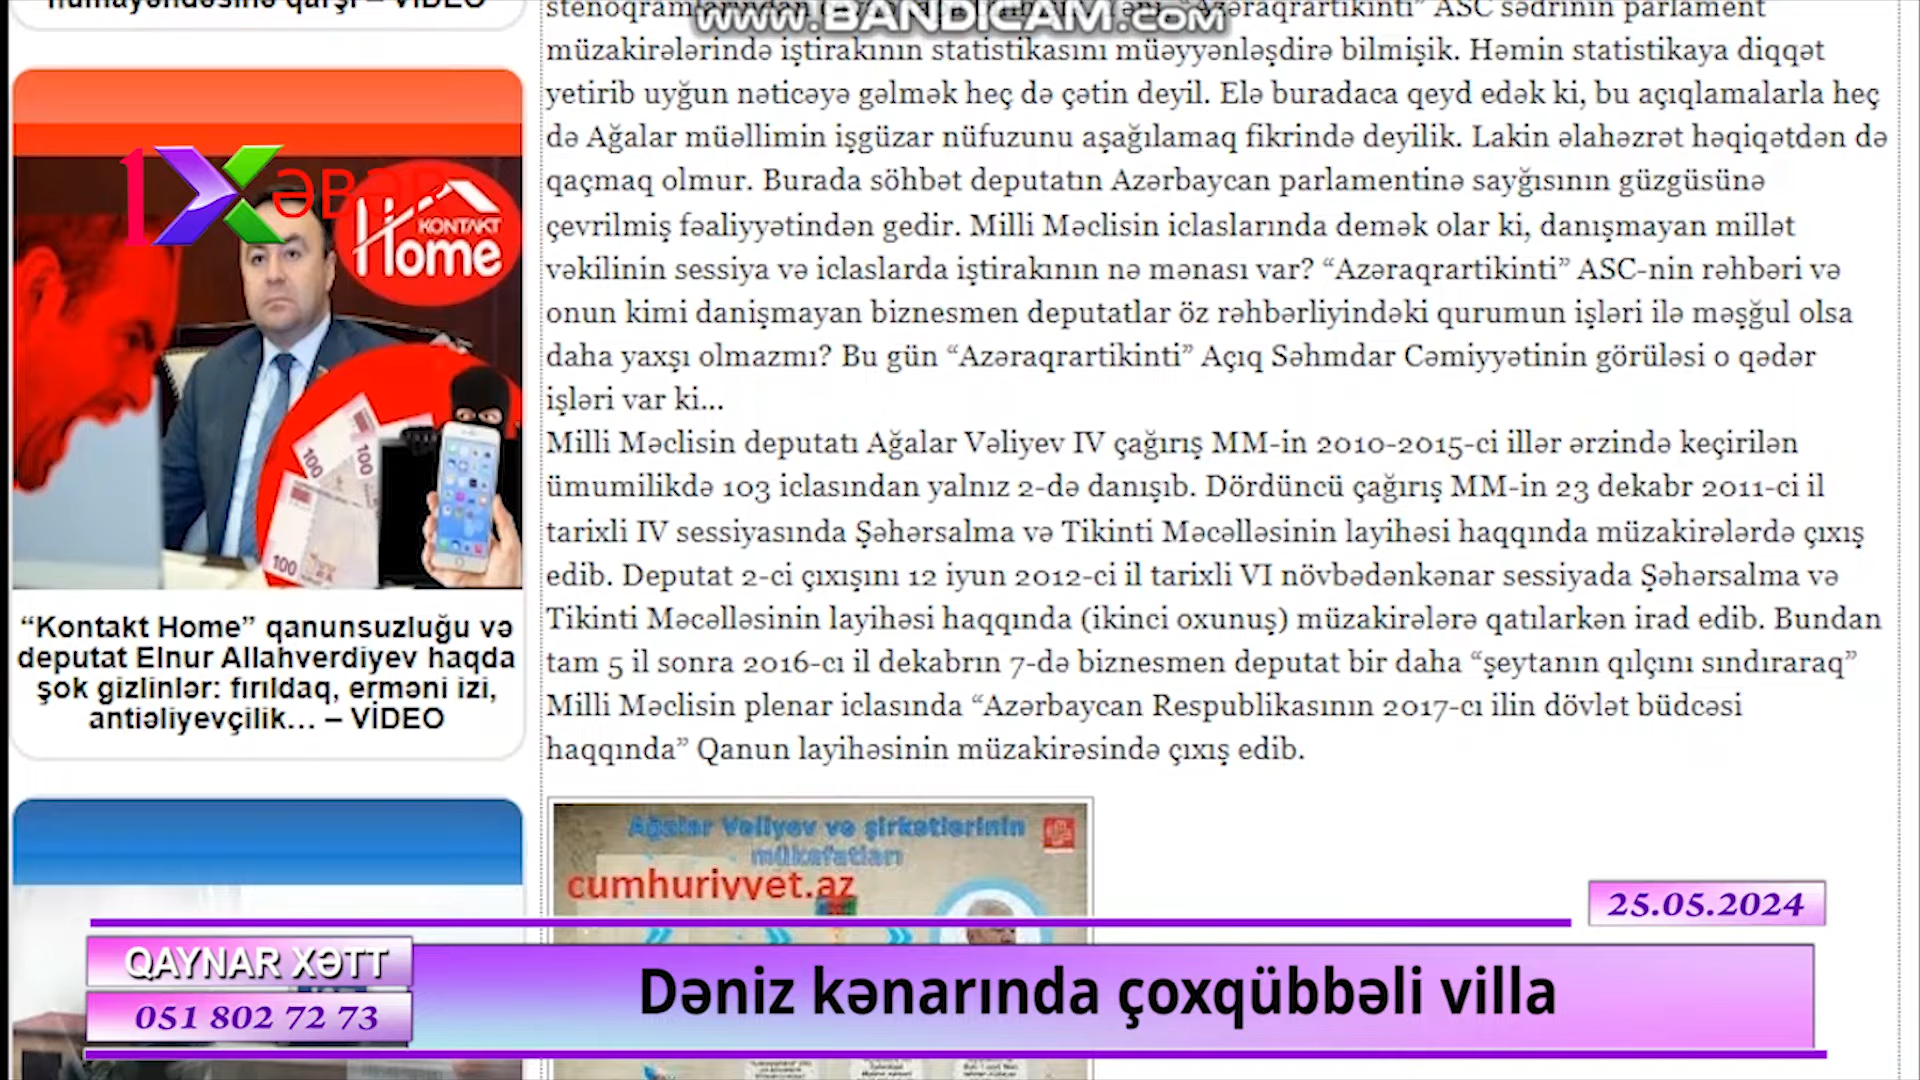 nümayəndəsinə qarşı – VİDEO
www.BANDICAM.com
ASC sədrinin parlament
müzakirələrində iştirakının statistikasını müəyyənləşdirə bilmişik. Həmin statistikaya diqqət
yetirib uyğun nəticəyə gəlmək heç də çətin deyil. Elə buradaca qeyd edək ki, bu açıqlamalarla heç
də Ağalar müəllimin işgüzar nüfuzunu aşağılamaq fikrində deyilik. Lakin əlahəzrət həqiqətdən də
qaçmaq olmur. Burada söhbət deputatın Azərbaycan parlamentinə sayğısının güzgüsünə
çevrilmiş fəaliyyətindən gedir. Milli Məclisin iclaslarında demək olar ki, danışmayan millət
vəkilinin sessiya və iclaslarda iştirakının nə mənası var? “Azəraqrartikinti” ASC-nin rəhbəri və
onun kimi danişmayan biznesmen deputatlar öz rəhbərliyindəki qurumun işləri ilə məşğul olsa
daha yaxşı olmazmı? Bu gün “Azəraqrartikinti” Açıq Səhmdar Cəmiyyətinin görüləsi o qədər
işləri var ki...
Milli Məclisin deputatı Ağalar Vəliyev IV çağırış MM-in 2010-2015-ci illər ərzində keçirilən
ümumilikdə 103 iclasından yalnız 2-də danışıb. Dördüncü çağırış MM-in 23 dekabr 2011-ci il
tarixli IV sessiyasında Şəhərsalma və Tikinti Məcəlləsinin layihəsi haqqında müzakirələrdə çıxış
edib. Deputat 2-ci çıxışını 12 iyun 2012-ci il tarixli VI növbədənkənar sessiyada Şəhərsalma və
Tikinti Məcəlləsinin layihəsi haqqında (ikinci oxunuş) müzakirələrə qatılarkən irad edib. Bundan
tam 5 il sonra 2016-cı il dekabrın 7-də biznesmen deputat bir daha “şeytanın qılçını sındıraraq”
Milli Məclisin plenar iclasında “Azərbaycan Respublikasının 2017-cı ilin dövlət büdcəsi
haqqında” Qanun layihəsinin müzakirəsində çıxış edib.
1Xəbər
KONTAKT
Home
100
100
100
“Kontakt Home” qanunsuzluğu və
deputat Elnur Allahverdiyev haqda
şok gizlinlər: fırıldaq, erməni izi,
antiəliyevçilik... – VİDEO
Ağalar Vəliyev və şirkətlərinin
mükafatları
cumhuriyyet.az
25.05.2024
QAYNAR XƏTT
051 802 72 73
Dəniz kənarında çoxqübbəli villa